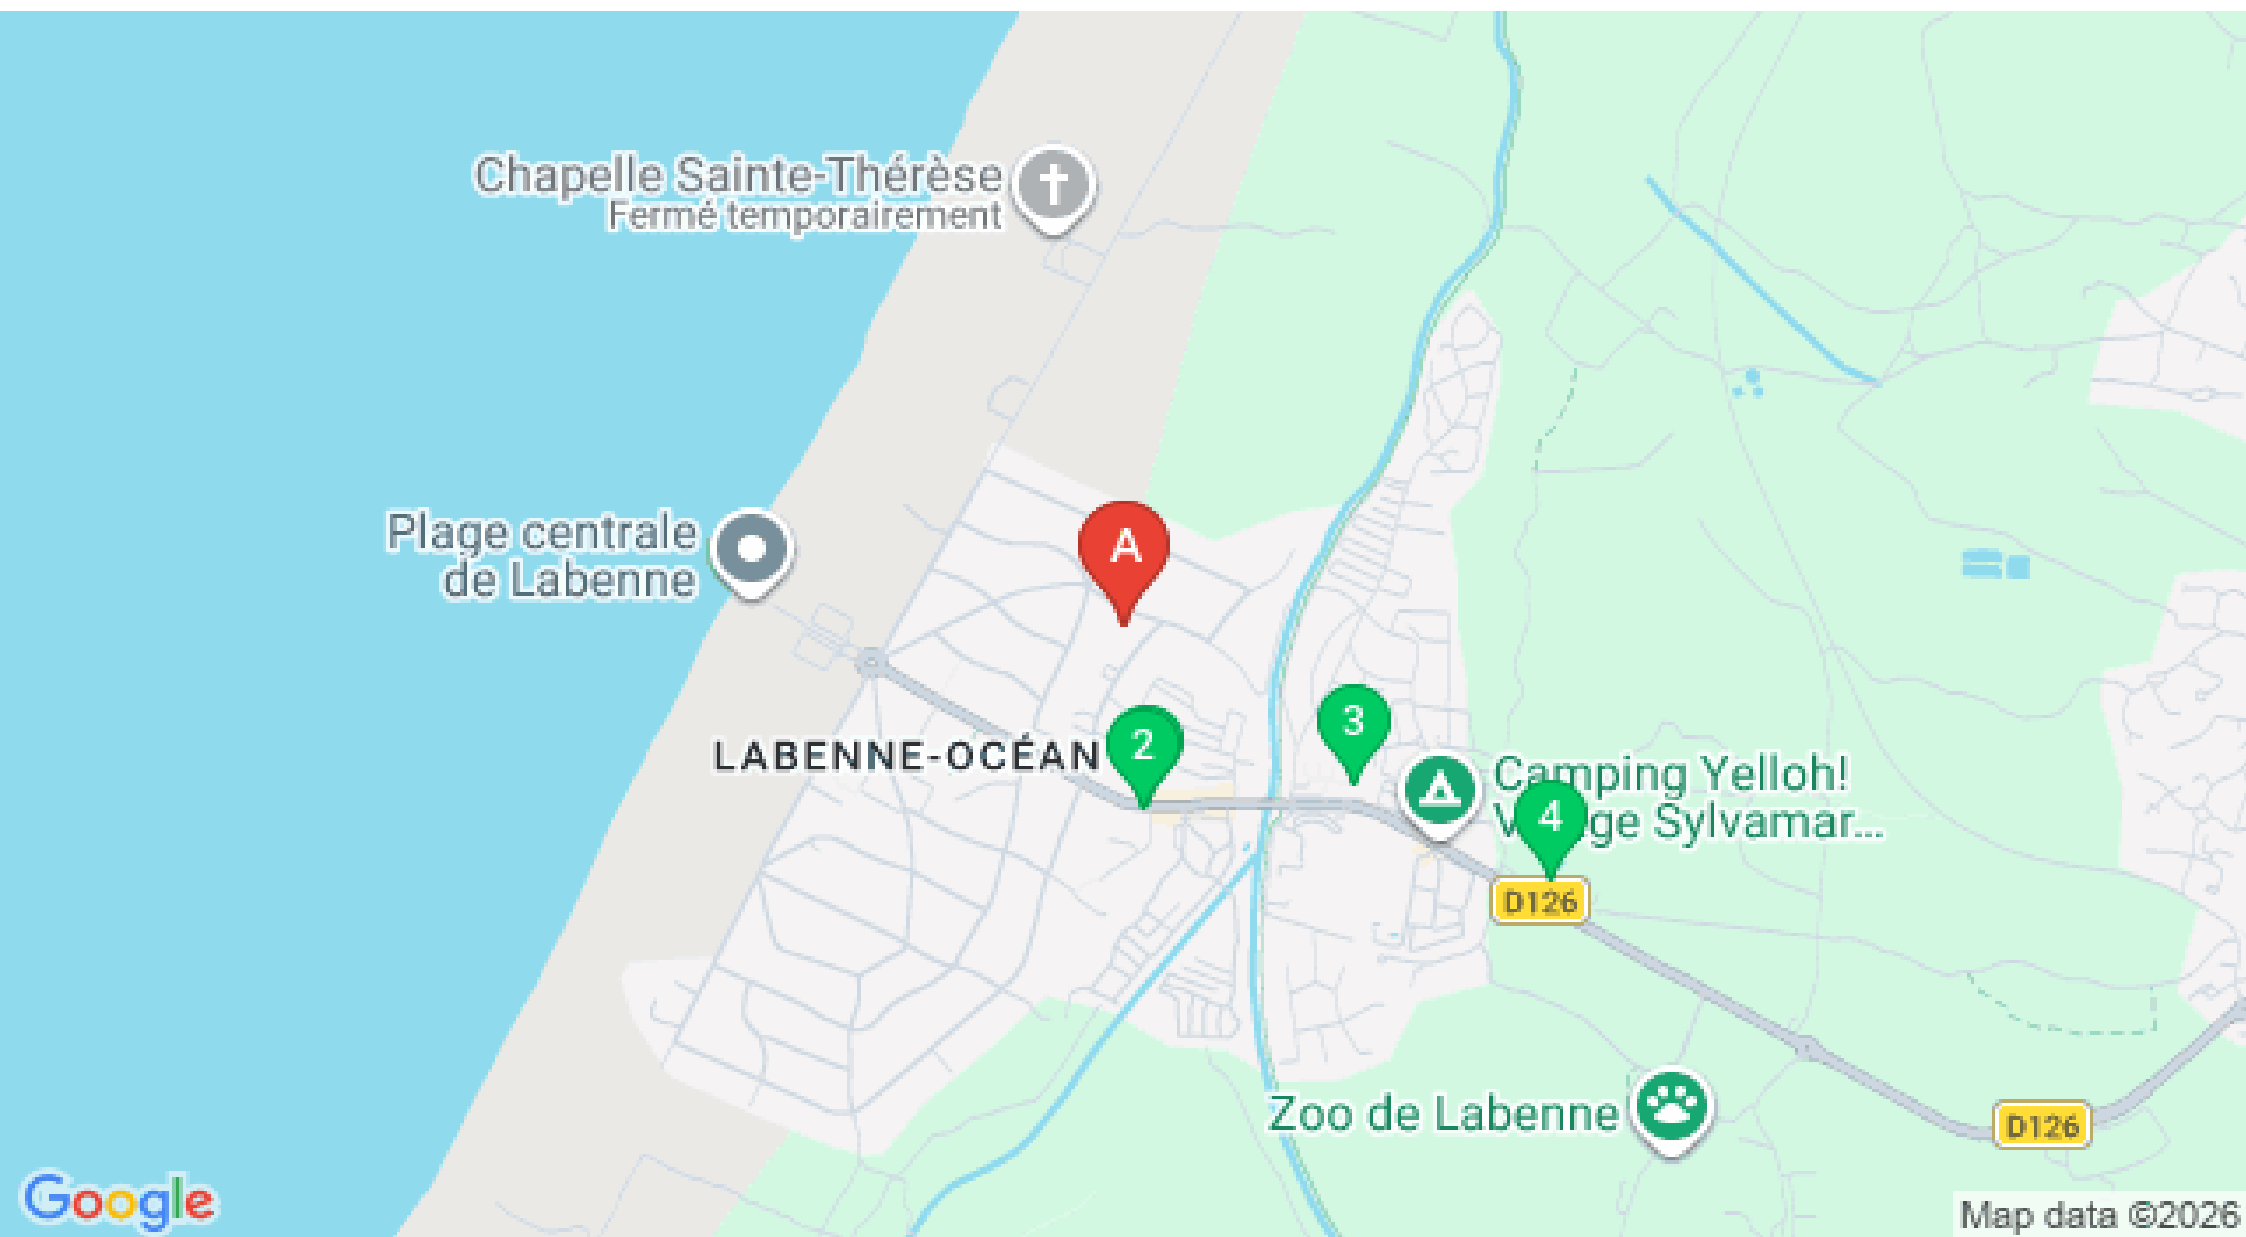 Chapelle Sainte-Thérèse
Fermé temporairement
Plage centrale
de Labenne
A
LABENNE-OCÉAN
2
3
Camping Yelloh!
4
ge Sylvamar...
D126
Zoo de Labenne
D126
Google
Map data ©2026